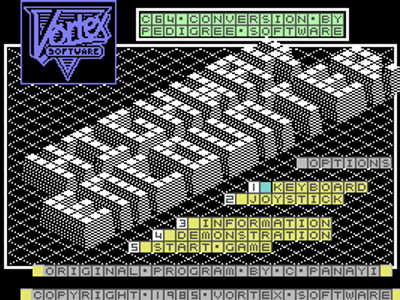 Vortex
SOFTWARE
C64·CONVERSION·BY
PEDIGREE·SOFTWARE
OPTIONS
1 KEYBOARD
2 JOYSTICK
3 INFORMATION
4 DEMONSTRATION
5 START·GAME
ORIGINAL·PROGRAM·BY·C·PANAYI
COPYRIGHT·1985·VORTEX·SOFTWARE